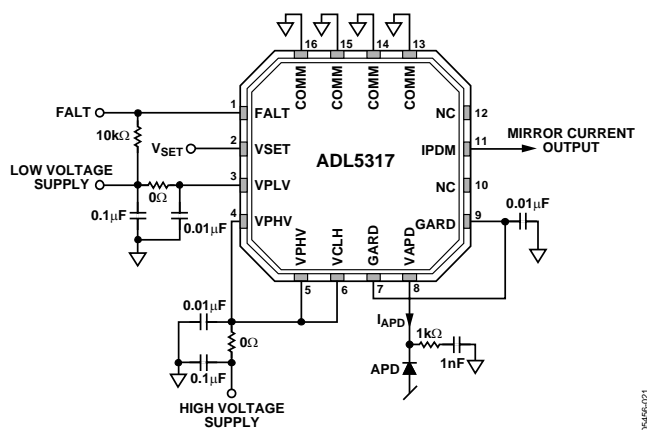 16 15 14 13
COMM COMM COMM COMM
FALT 1 FALT NC 12
10kΩ
VSET 2 VSET ADL5317 IPDM 11 MIRROR CURRENT
OUTPUT
LOW VOLTAGE
SUPPLY 3 VPLV NC 10
0Ω
0.1μF 0.01μF 4 VPHV GARD 9 0.01μF
VPHV VCLH GARD VAPD
5 6 7 8
0.01μF
IAPD
0Ω 1kΩ
0.1μF APD 1nF
HIGH VOLTAGE
SUPPLY
05456-021